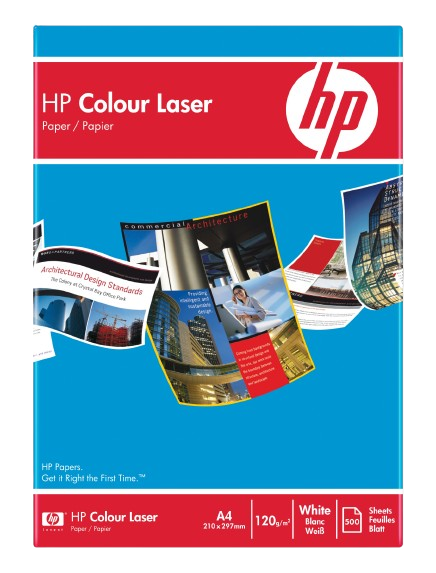 HP Colour Laser
Paper / Papier
hp
commercial architecture
Providing
intelligent and
sustainable
design
Architectural Design Standards
The Galleria at Crystal Bay Office Park
HP Papers.
Get it Right the First Time.™
hp
invent
HP Colour Laser
Paper / Papier
A4
210 x 297mm
120g/m²
White
Blanc
Weiß
500
Sheets
Feuilles
Blatt